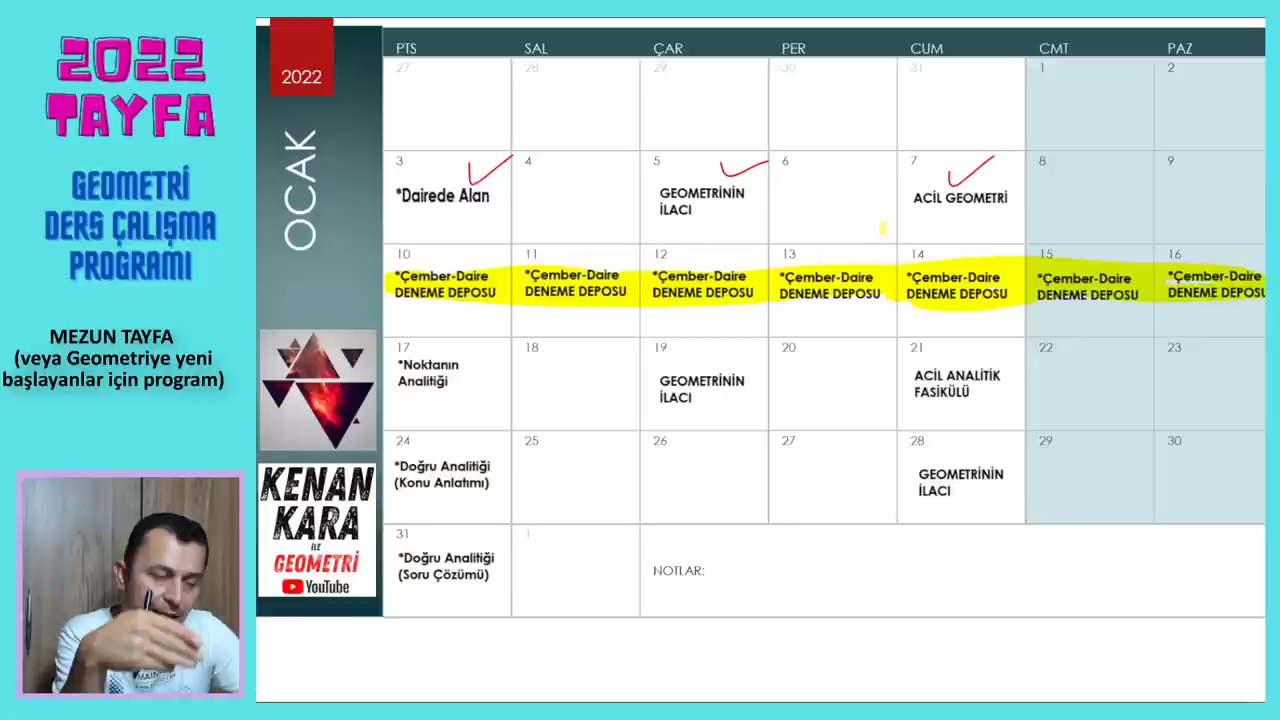 2022
TAYFA
GEOMETRİ
DERS ÇALIŞMA
PROGRAMI
MEZUN TAYFA
(veya Geometriye yeni
başlayanlar için program)
2022
OCAK
KENAN
KARA
İLE
GEOMETRİ
YouTube
PTS SAL ÇAR PER CUM CMT PAZ
27 28 29 30 31 1 2
3 4 5 6 7 8 9
*Dairede Alan
GEOMETRİNİN
İLACI
ACİL GEOMETRİ
10 11 12 13 14 15 16
*Çember-Daire
DENEME DEPOSU
*Çember-Daire
DENEME DEPOSU
*Çember-Daire
DENEME DEPOSU
*Çember-Daire
DENEME DEPOSU
*Çember-Daire
DENEME DEPOSU
*Çember-Daire
DENEME DEPOSU
*Çember-Daire
DENEME DEPOSU
17 18 19 20 21 22 23
*Noktanın
Analitiği
GEOMETRİNİN
İLACI
ACİL ANALİTİK
FASİKÜLÜ
24 25 26 27 28 29 30
*Doğru Analitiği
(Konu Anlatımı)
GEOMETRİNİN
İLACI
31 1
*Doğru Analitiği
(Soru Çözümü)
NOTLAR: